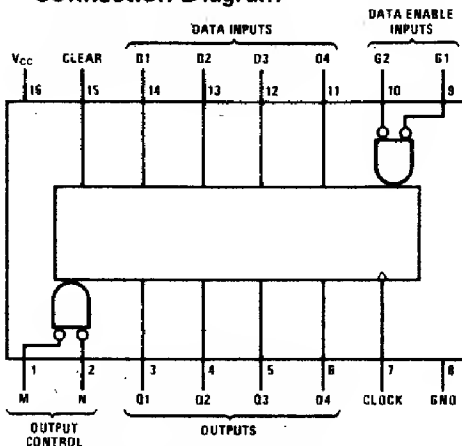 Connection Diagram
DATA INPUTS
DATA ENABLE
INPUTS
VCC CLEAR D1 D2 D3 D4 G2 G1
16 15 14 13 12 11 10 9
1 2 3 4 5 6 7 8
M N Q1 Q2 Q3 Q4 CLOCK GND
OUTPUT
CONTROL
OUTPUTS